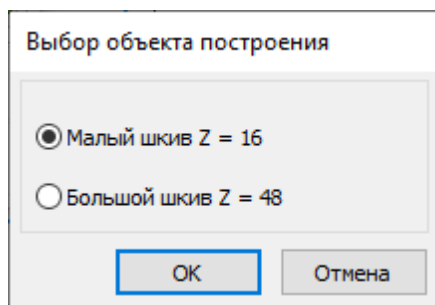 Выбор объекта построения
Малый шкив Z = 16
Большой шкив Z = 48
OK
Отмена